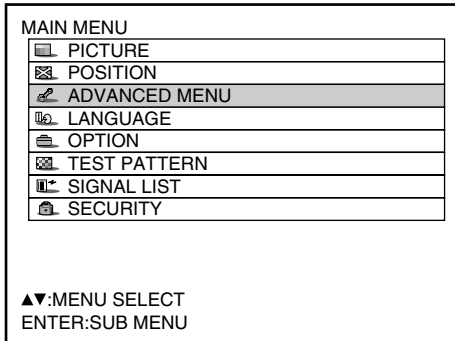 MAIN MENU
PICTURE
POSITION
ADVANCED MENU
LANGUAGE
OPTION
TEST PATTERN
SIGNAL LIST
SECURITY
▲▼:MENU SELECT
ENTER:SUB MENU